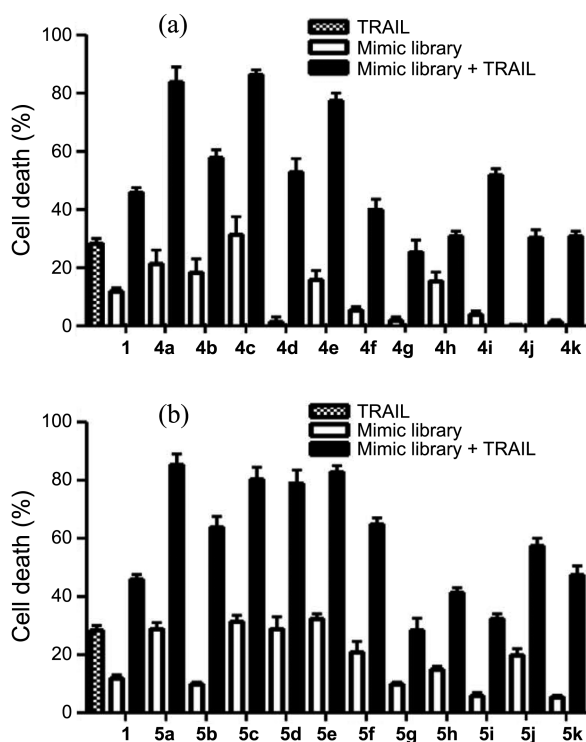 (a)
TRAIL
Mimic library
Mimic library + TRAIL
Cell death (%)
100
80
60
40
20
0
1 4a 4b 4c 4d 4e 4f 4g 4h 4i 4j 4k
(b)
TRAIL
Mimic library
Mimic library + TRAIL
Cell death (%)
100
80
60
40
20
0
1 5a 5b 5c 5d 5e 5f 5g 5h 5i 5j 5k